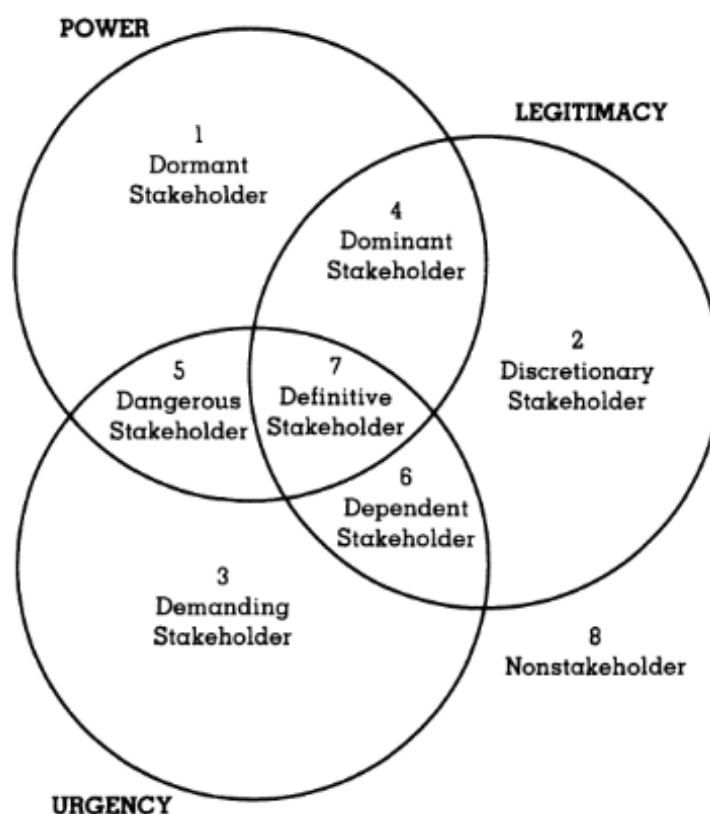 POWER
LEGITIMACY
1
Dormant
Stakeholder
4
Dominant
Stakeholder
2
Discretionary
Stakeholder
5
Dangerous
Stakeholder
7
Definitive
Stakeholder
6
Dependent
Stakeholder
3
Demanding
Stakeholder
8
Nonstakeholder
URGENCY